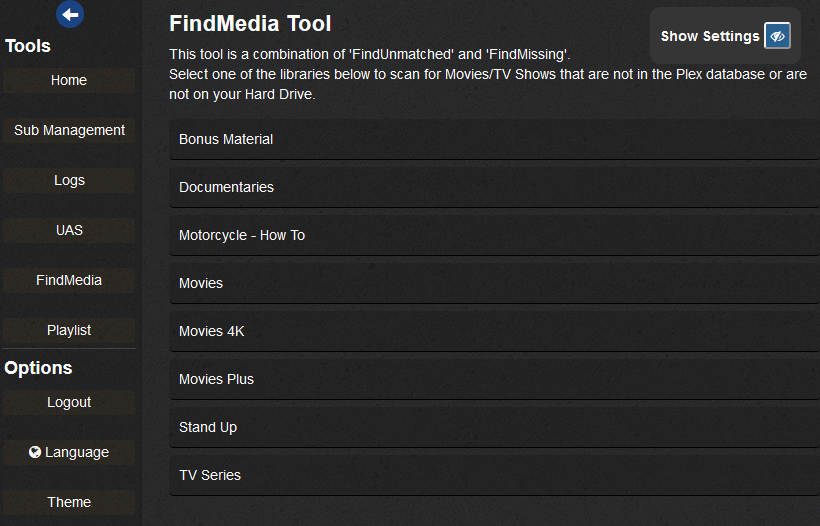 Tools
Home
Sub Management
Logs
UAS
FindMedia
Playlist
Options
Logout
Language
Theme
FindMedia Tool
Show Settings
This tool is a combination of 'FindUnmatched' and 'FindMissing'.
Select one of the libraries below to scan for Movies/TV Shows that are not in the Plex database or are
not on your Hard Drive.
Bonus Material
Documentaries
Motorcycle - How To
Movies
Movies 4K
Movies Plus
Stand Up
TV Series